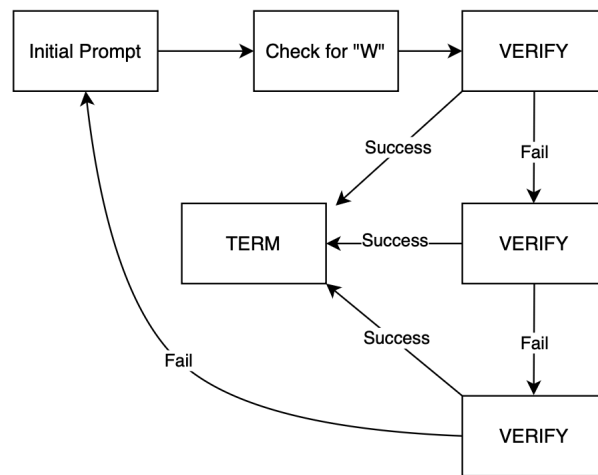 Initial Prompt
Check for "W"
VERIFY
Success
Fail
TERM
Success
VERIFY
Success
Fail
Fail
VERIFY